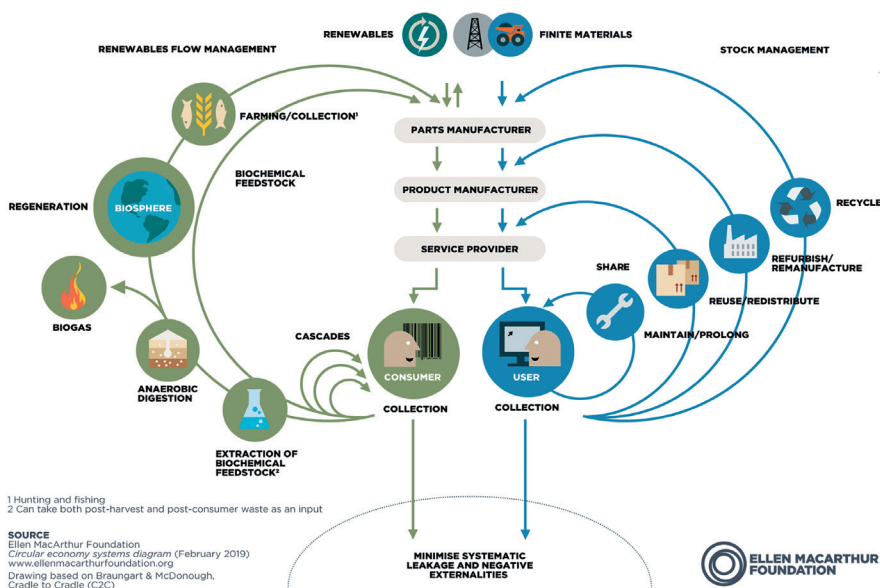 RENEWABLES
FINITE MATERIALS
RENEWABLES FLOW MANAGEMENT
STOCK MANAGEMENT
FARMING/COLLECTION¹
PARTS MANUFACTURER
BIOCHEMICAL
FEEDSTOCK
PRODUCT MANUFACTURER
REGENERATION
BIOSPHERE
RECYCLE
SERVICE PROVIDER
REFURBISH/
REMANUFACTURE
SHARE
REUSE/REDISTRIBUTE
BIOGAS
CASCADES
MAINTAIN/PROLONG
CONSUMER
USER
ANAEROBIC
DIGESTION
COLLECTION
COLLECTION
EXTRACTION OF
BIOCHEMICAL
FEEDSTOCK²
1 Hunting and fishing
2 Can take both post-harvest and post-consumer waste as an input
SOURCE
Ellen MacArthur Foundation
Circular economy systems diagram (February 2019)
www.ellenmacarthurfoundation.org
Drawing based on Braungart & McDonough,
Cradle to Cradle (C2C)
MINIMISE SYSTEMATIC
LEAKAGE AND NEGATIVE
EXTERNALITIES
ELLEN MACARTHUR
FOUNDATION